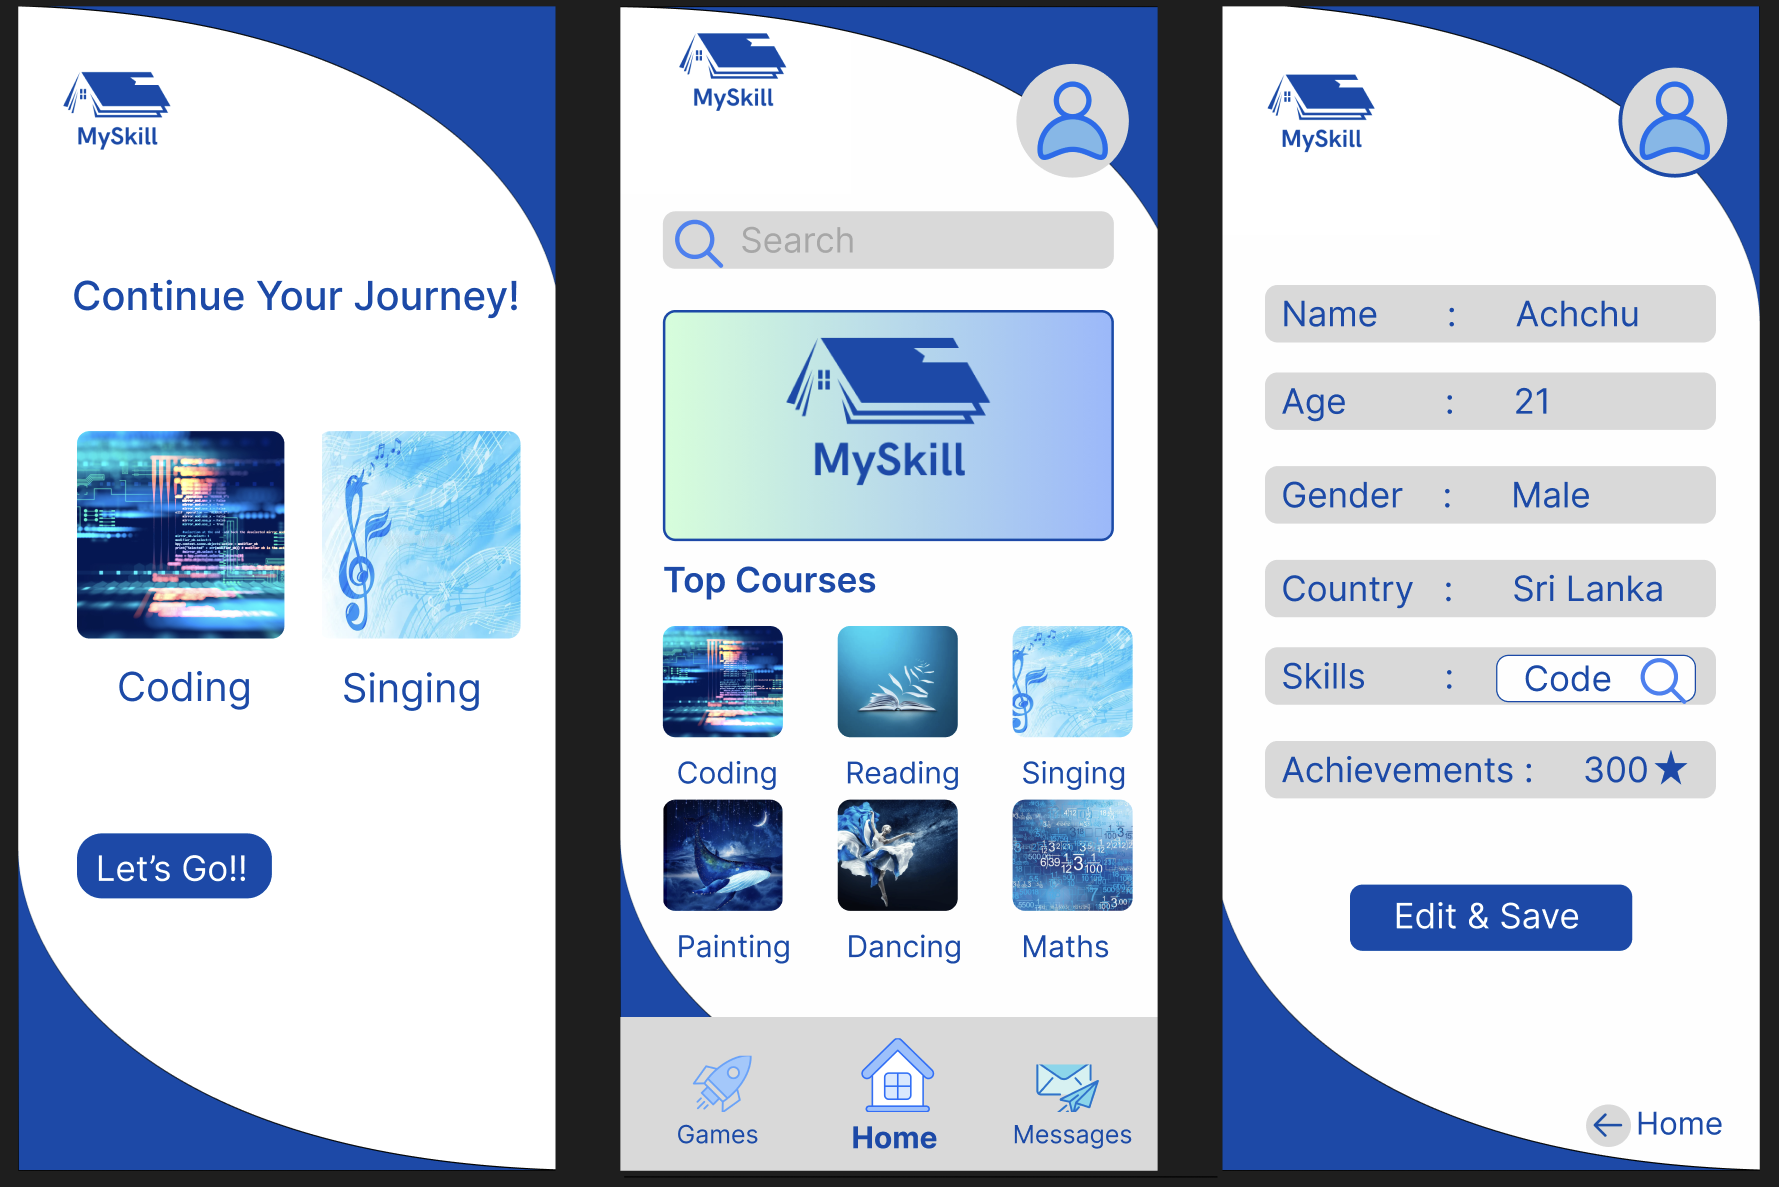 MySkill
Continue Your Journey!
Coding
Singing
Let's Go!!
MySkill
Search
MySkill
Top Courses
Coding
Reading
Singing
Painting
Dancing
Maths
Games
Home
Messages
MySkill
Name : Achchu
Age : 21
Gender : Male
Country : Sri Lanka
Skills : Code
Achievements : 300★
Edit & Save
Home